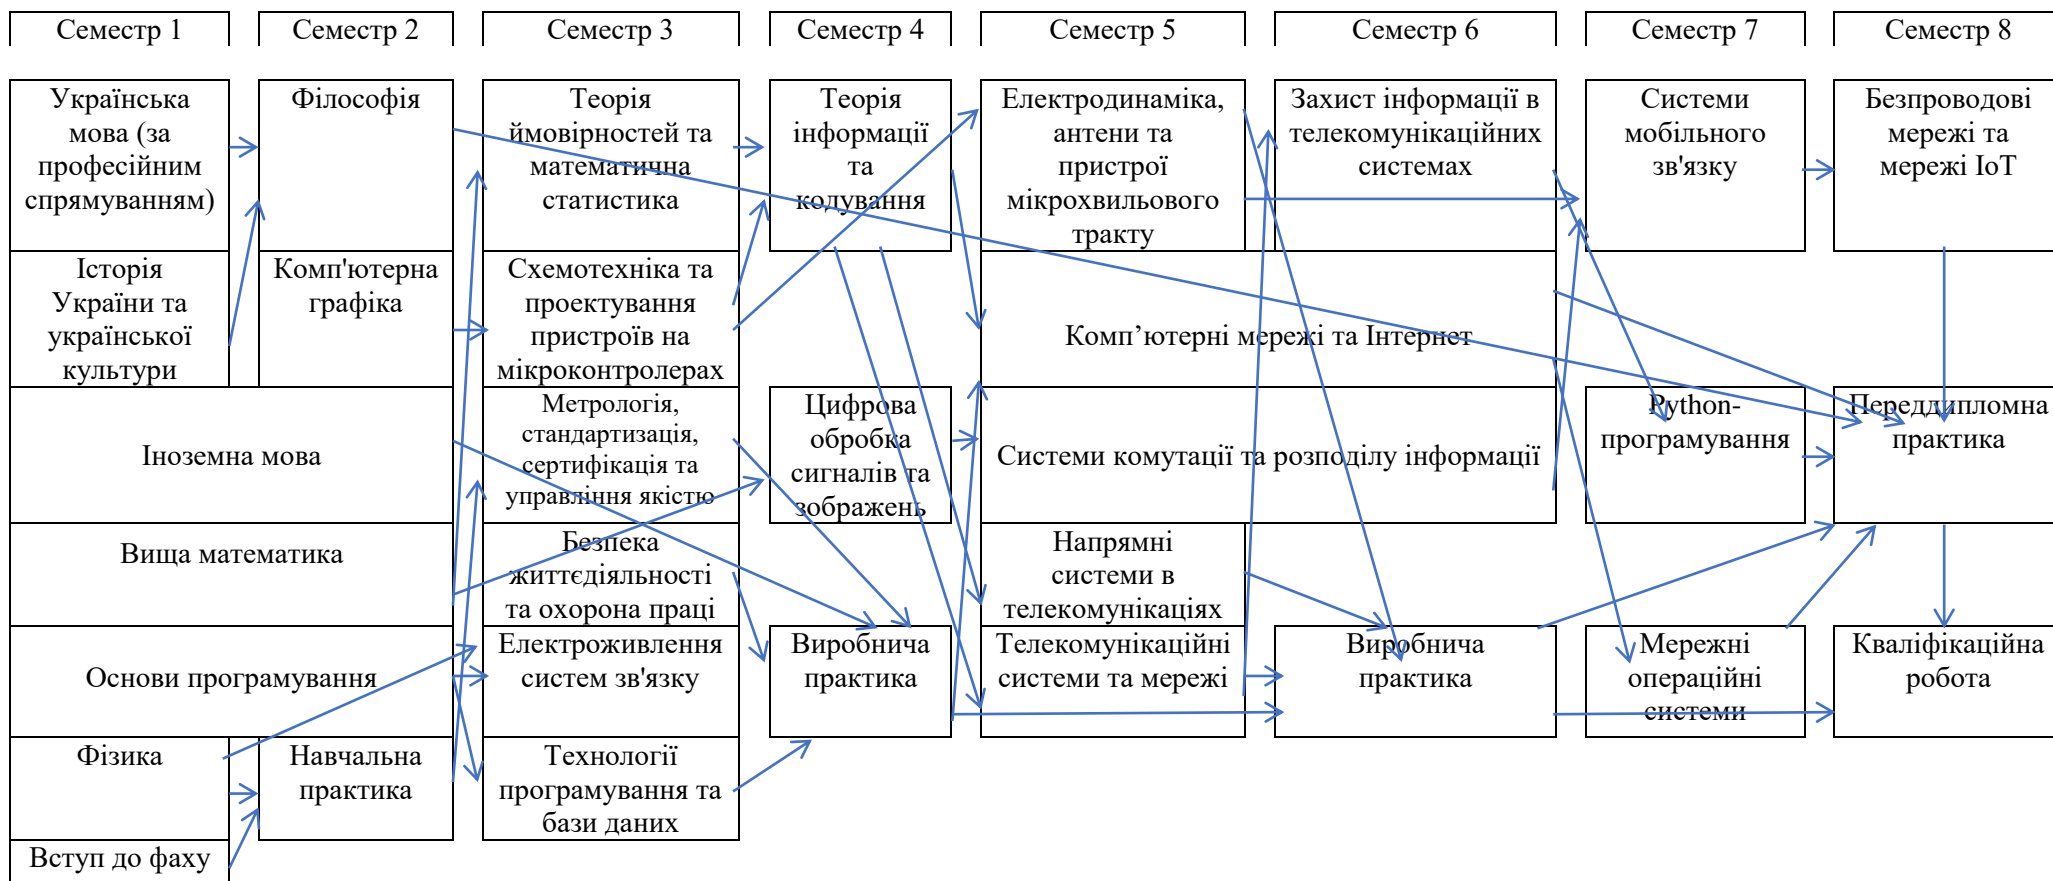 Семестр 1
Семестр 2
Семестр 3
Семестр 4
Семестр 5
Семестр 6
Семестр 7
Семестр 8
Українська
мова (за
професійним
спрямуванням)
Філософія
Теорія
ймовірностей та
математична
статистика
Теорія
інформації
та
кодування
Електродинаміка,
антени та
пристрої
мікрохвильового
тракту
Захист інформації в
телекомунікаційних
системах
Системи
мобільного
зв'язку
Безпроводові
мережі та
мережі IoT
Історія
України та
української
культури
Комп'ютерна
графіка
Схемотехніка та
проектування
пристроїв на
мікроконтролерах
Комп’ютерні мережі та Інтернет
Іноземна мова
Метрологія,
стандартизація,
сертифікація та
управління якістю
Цифрова
обробка
сигналів та
зображень
Системи комутації та розподілу інформації
Python-
програмування
Переддипломна
практика
Вища математика
Безпека
життєдіяльності
та охорона праці
Напрямні
системи в
телекомунікаціях
Основи програмування
Електроживлення
систем зв'язку
Виробнича
практика
Телекомунікаційні
системи та мережі
Виробнича
практика
Мережні
операційні
системи
Кваліфікаційна
робота
Фізика
Навчальна
практика
Технології
програмування та
бази даних
Вступ до фаху